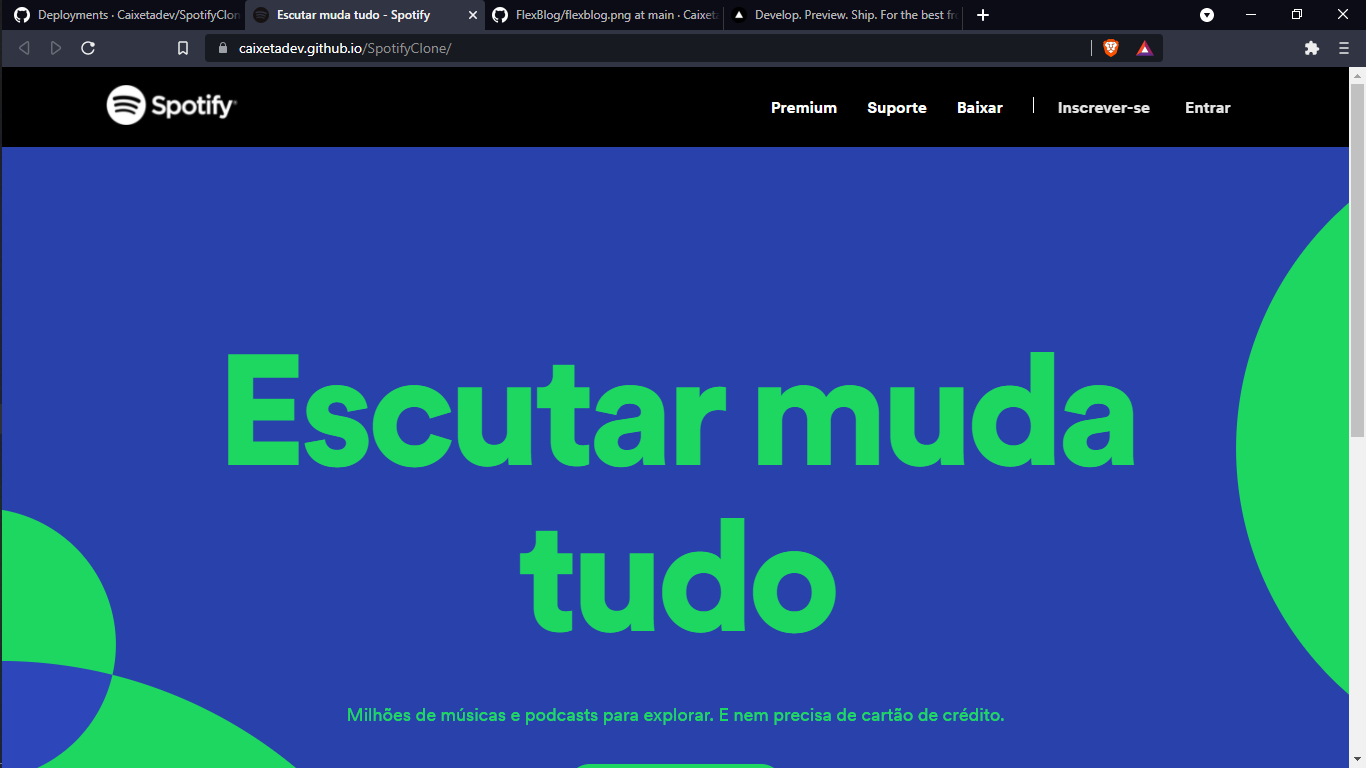 Deployments · Caixetadev/SpotifyClon
Escutar muda tudo - Spotify
FlexBlog/flexblog.png at main · Caixeta
Develop. Preview. Ship. For the best fr
caixetadev.github.io/SpotifyClone/
Spotify
Premium Suporte Baixar Inscrever-se Entrar
Escutar muda
tudo
Milhões de músicas e podcasts para explorar. E nem precisa de cartão de crédito.